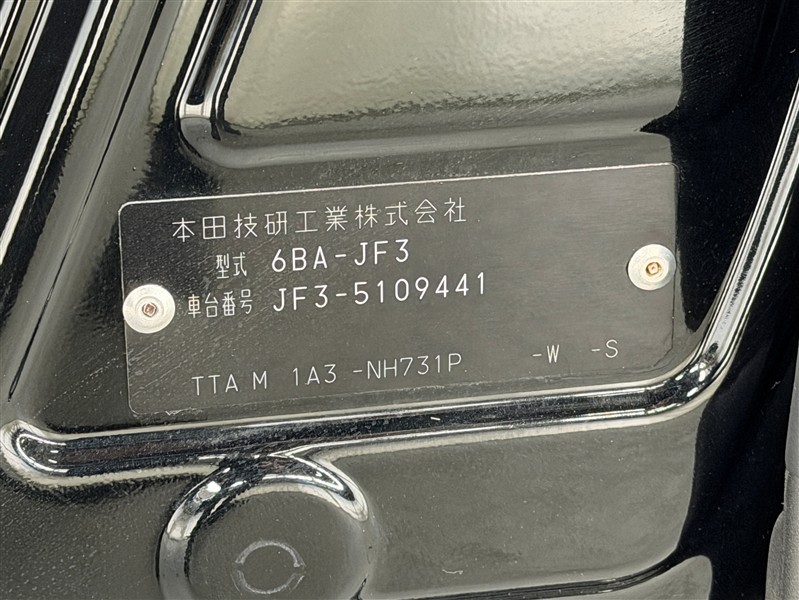 本田技研工業株式会社
型式 6BA-JF3
車台番号 JF3-5109441
TTA M 1A3 -NH731P -W -S